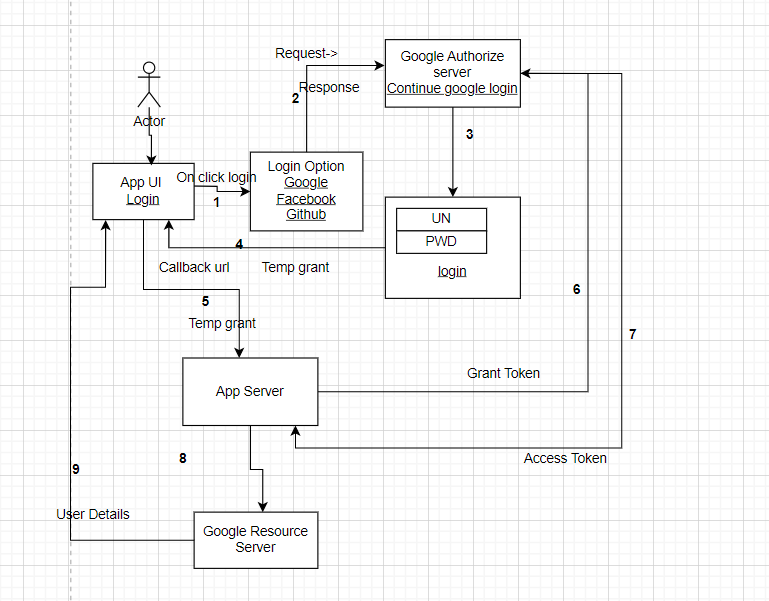 Request->
Google Authorize
server
Continue google login
Response
2
Actor
3
Login Option
Google
Facebook
Github
On click login
1
App UI
Login
UN
PWD
login
4
Callback url
Temp grant
5
6
Temp grant
7
Grant Token
App Server
8
Access Token
9
User Details
Google Resource
Server